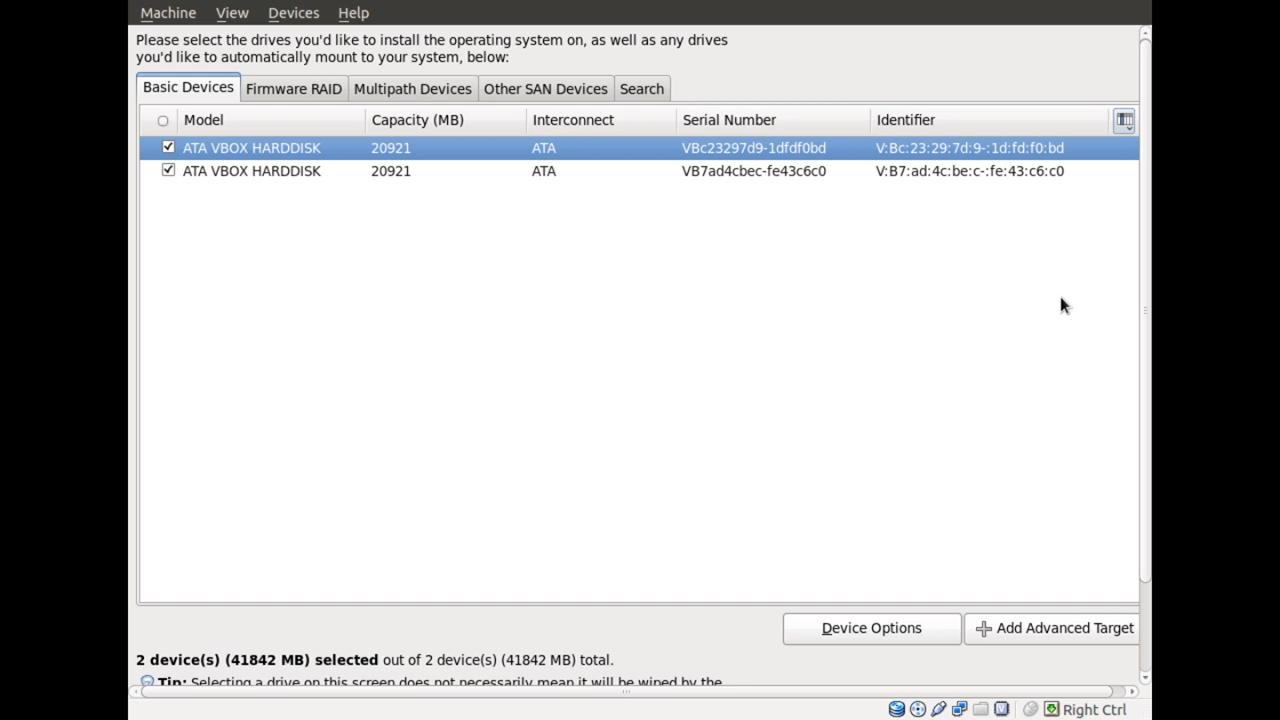 Machine View Devices Help
Please select the drives you'd like to install the operating system on, as well as any drives
you'd like to automatically mount to your system, below:
Basic Devices Firmware RAID Multipath Devices Other SAN Devices Search
Model Capacity (MB) Interconnect Serial Number Identifier
ATA VBOX HARDDISK 20921 ATA VBc23297d9-1dfdf0bd V:Bc:23:29:7d:9-:1d:fd:f0:bd
ATA VBOX HARDDISK 20921 ATA VB7ad4cbec-fe43c6c0 V:B7:ad:4c:be:c-:fe:43:c6:c0
Device Options Add Advanced Target
2 device(s) (41842 MB) selected out of 2 device(s) (41842 MB) total.
Tip: Selecting a drive on this screen does not necessarily mean it will be wiped by the
Right Ctrl